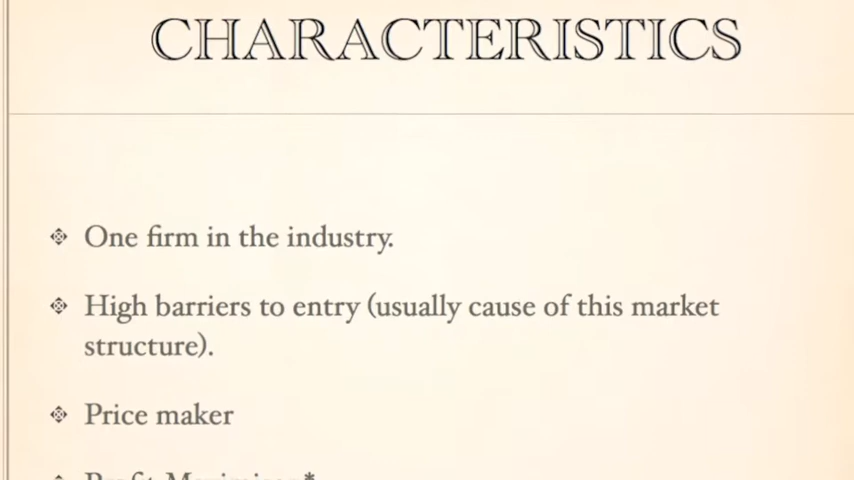 CHARACTERISTICS
One firm in the industry.
High barriers to entry (usually cause of this market
structure).
Price maker